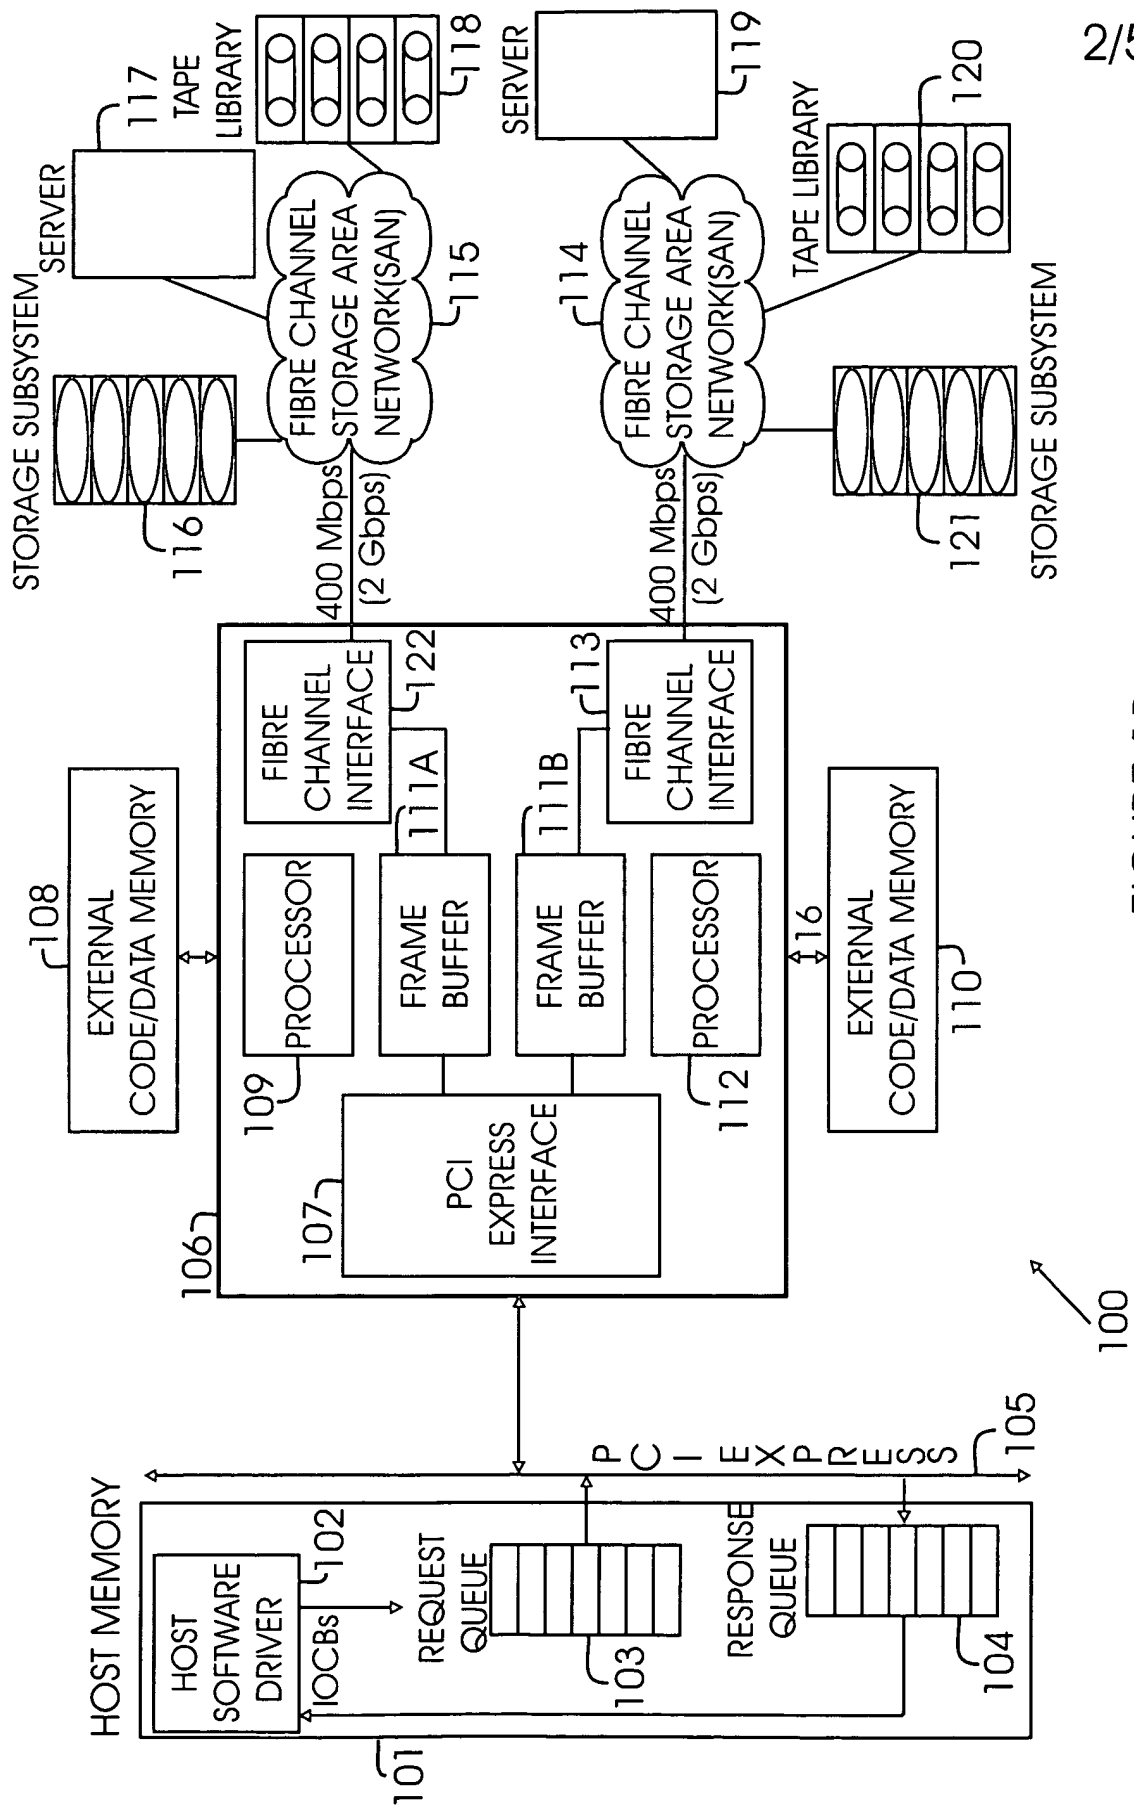 2/5
HOST MEMORY
101
HOST
SOFTWARE
DRIVER
102
IOCBs
REQUEST
QUEUE
103
RESPONSE
QUEUE
104
PCI EXPRESS
105
106
107
PCI
EXPRESS
INTERFACE
108
EXTERNAL
CODE/DATA MEMORY
109
PROCESSOR
FRAME
BUFFER
111A
FRAME
BUFFER
111B
PROCESSOR
112
16
EXTERNAL
CODE/DATA MEMORY
110
FIBRE
CHANNEL
INTERFACE
122
FIBRE
CHANNEL
INTERFACE
113
400 Mbps
(2 Gbps)
400 Mbps
(2 Gbps)
STORAGE SUBSYSTEM
116
SERVER
117
TAPE
LIBRARY
118
FIBRE CHANNEL
STORAGE AREA
NETWORK(SAN)
115
SERVER
119
114
FIBRE CHANNEL
STORAGE AREA
NETWORK(SAN)
TAPE LIBRARY
120
121
STORAGE SUBSYSTEM
100